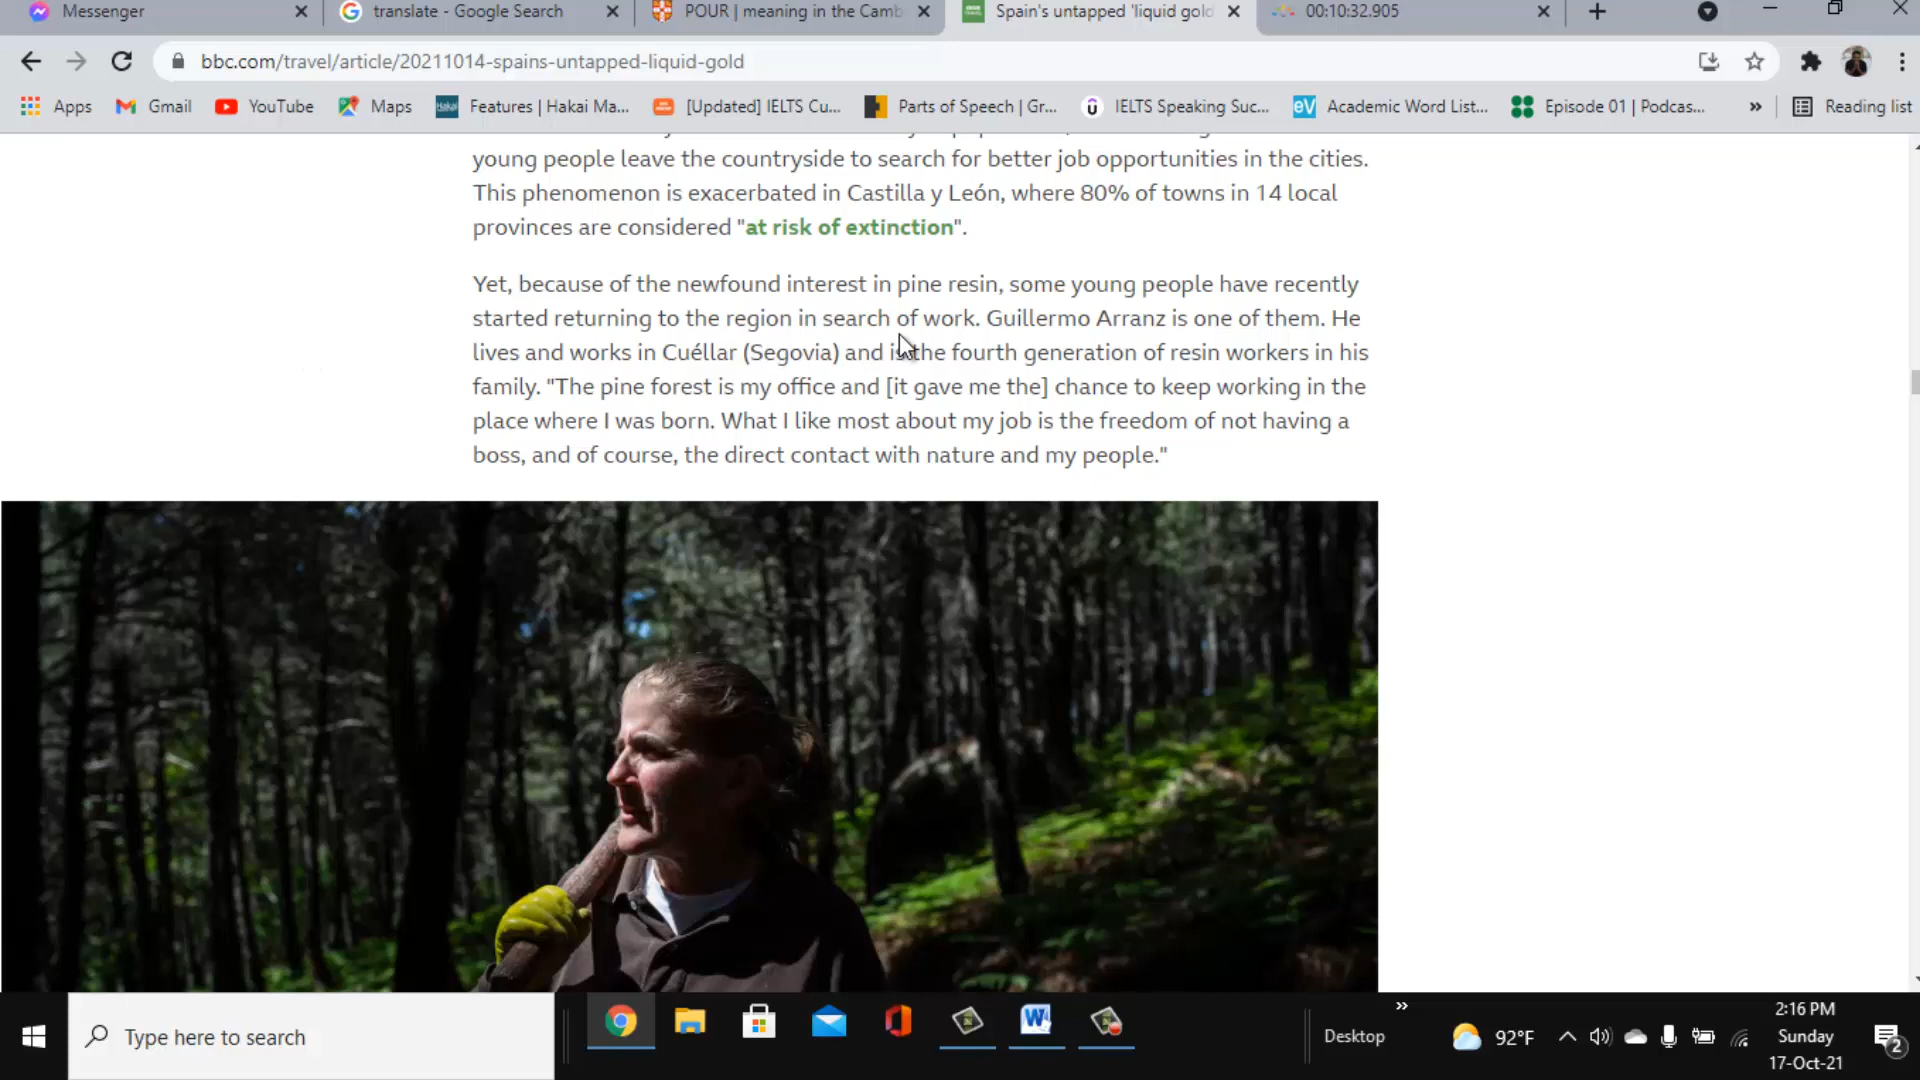 Messenger
translate - Google Search
POUR | meaning in the Camb
Spain's untapped 'liquid gold
00:10:32.905
bbc.com/travel/article/20211014-spains-untapped-liquid-gold
Apps
Gmail
YouTube
Maps
Features | Hakai Ma...
[Updated] IELTS Cu...
Parts of Speech | Gr...
IELTS Speaking Suc...
Academic Word List...
Episode 01 | Podcas...
Reading list
young people leave the countryside to search for better job opportunities in the cities.
This phenomenon is exacerbated in Castilla y León, where 80% of towns in 14 local
provinces are considered "at risk of extinction".
Yet, because of the newfound interest in pine resin, some young people have recently
started returning to the region in search of work. Guillermo Arranz is one of them. He
lives and works in Cuéllar (Segovia) and is the fourth generation of resin workers in his
family. "The pine forest is my office and [it gave me the] chance to keep working in the
place where I was born. What I like most about my job is the freedom of not having a
boss, and of course, the direct contact with nature and my people."
Type here to search
Desktop
92°F
2:16 PM
Sunday
17-Oct-21
2